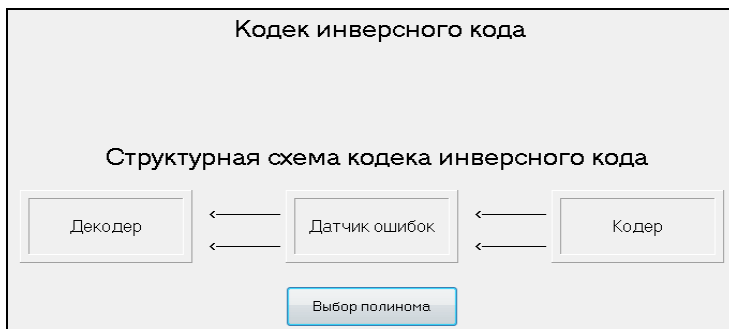 Кодек инверсного кода
Структурная схема кодека инверсного кода
Декодер
Датчик ошибок
Кодер
Выбор полинома